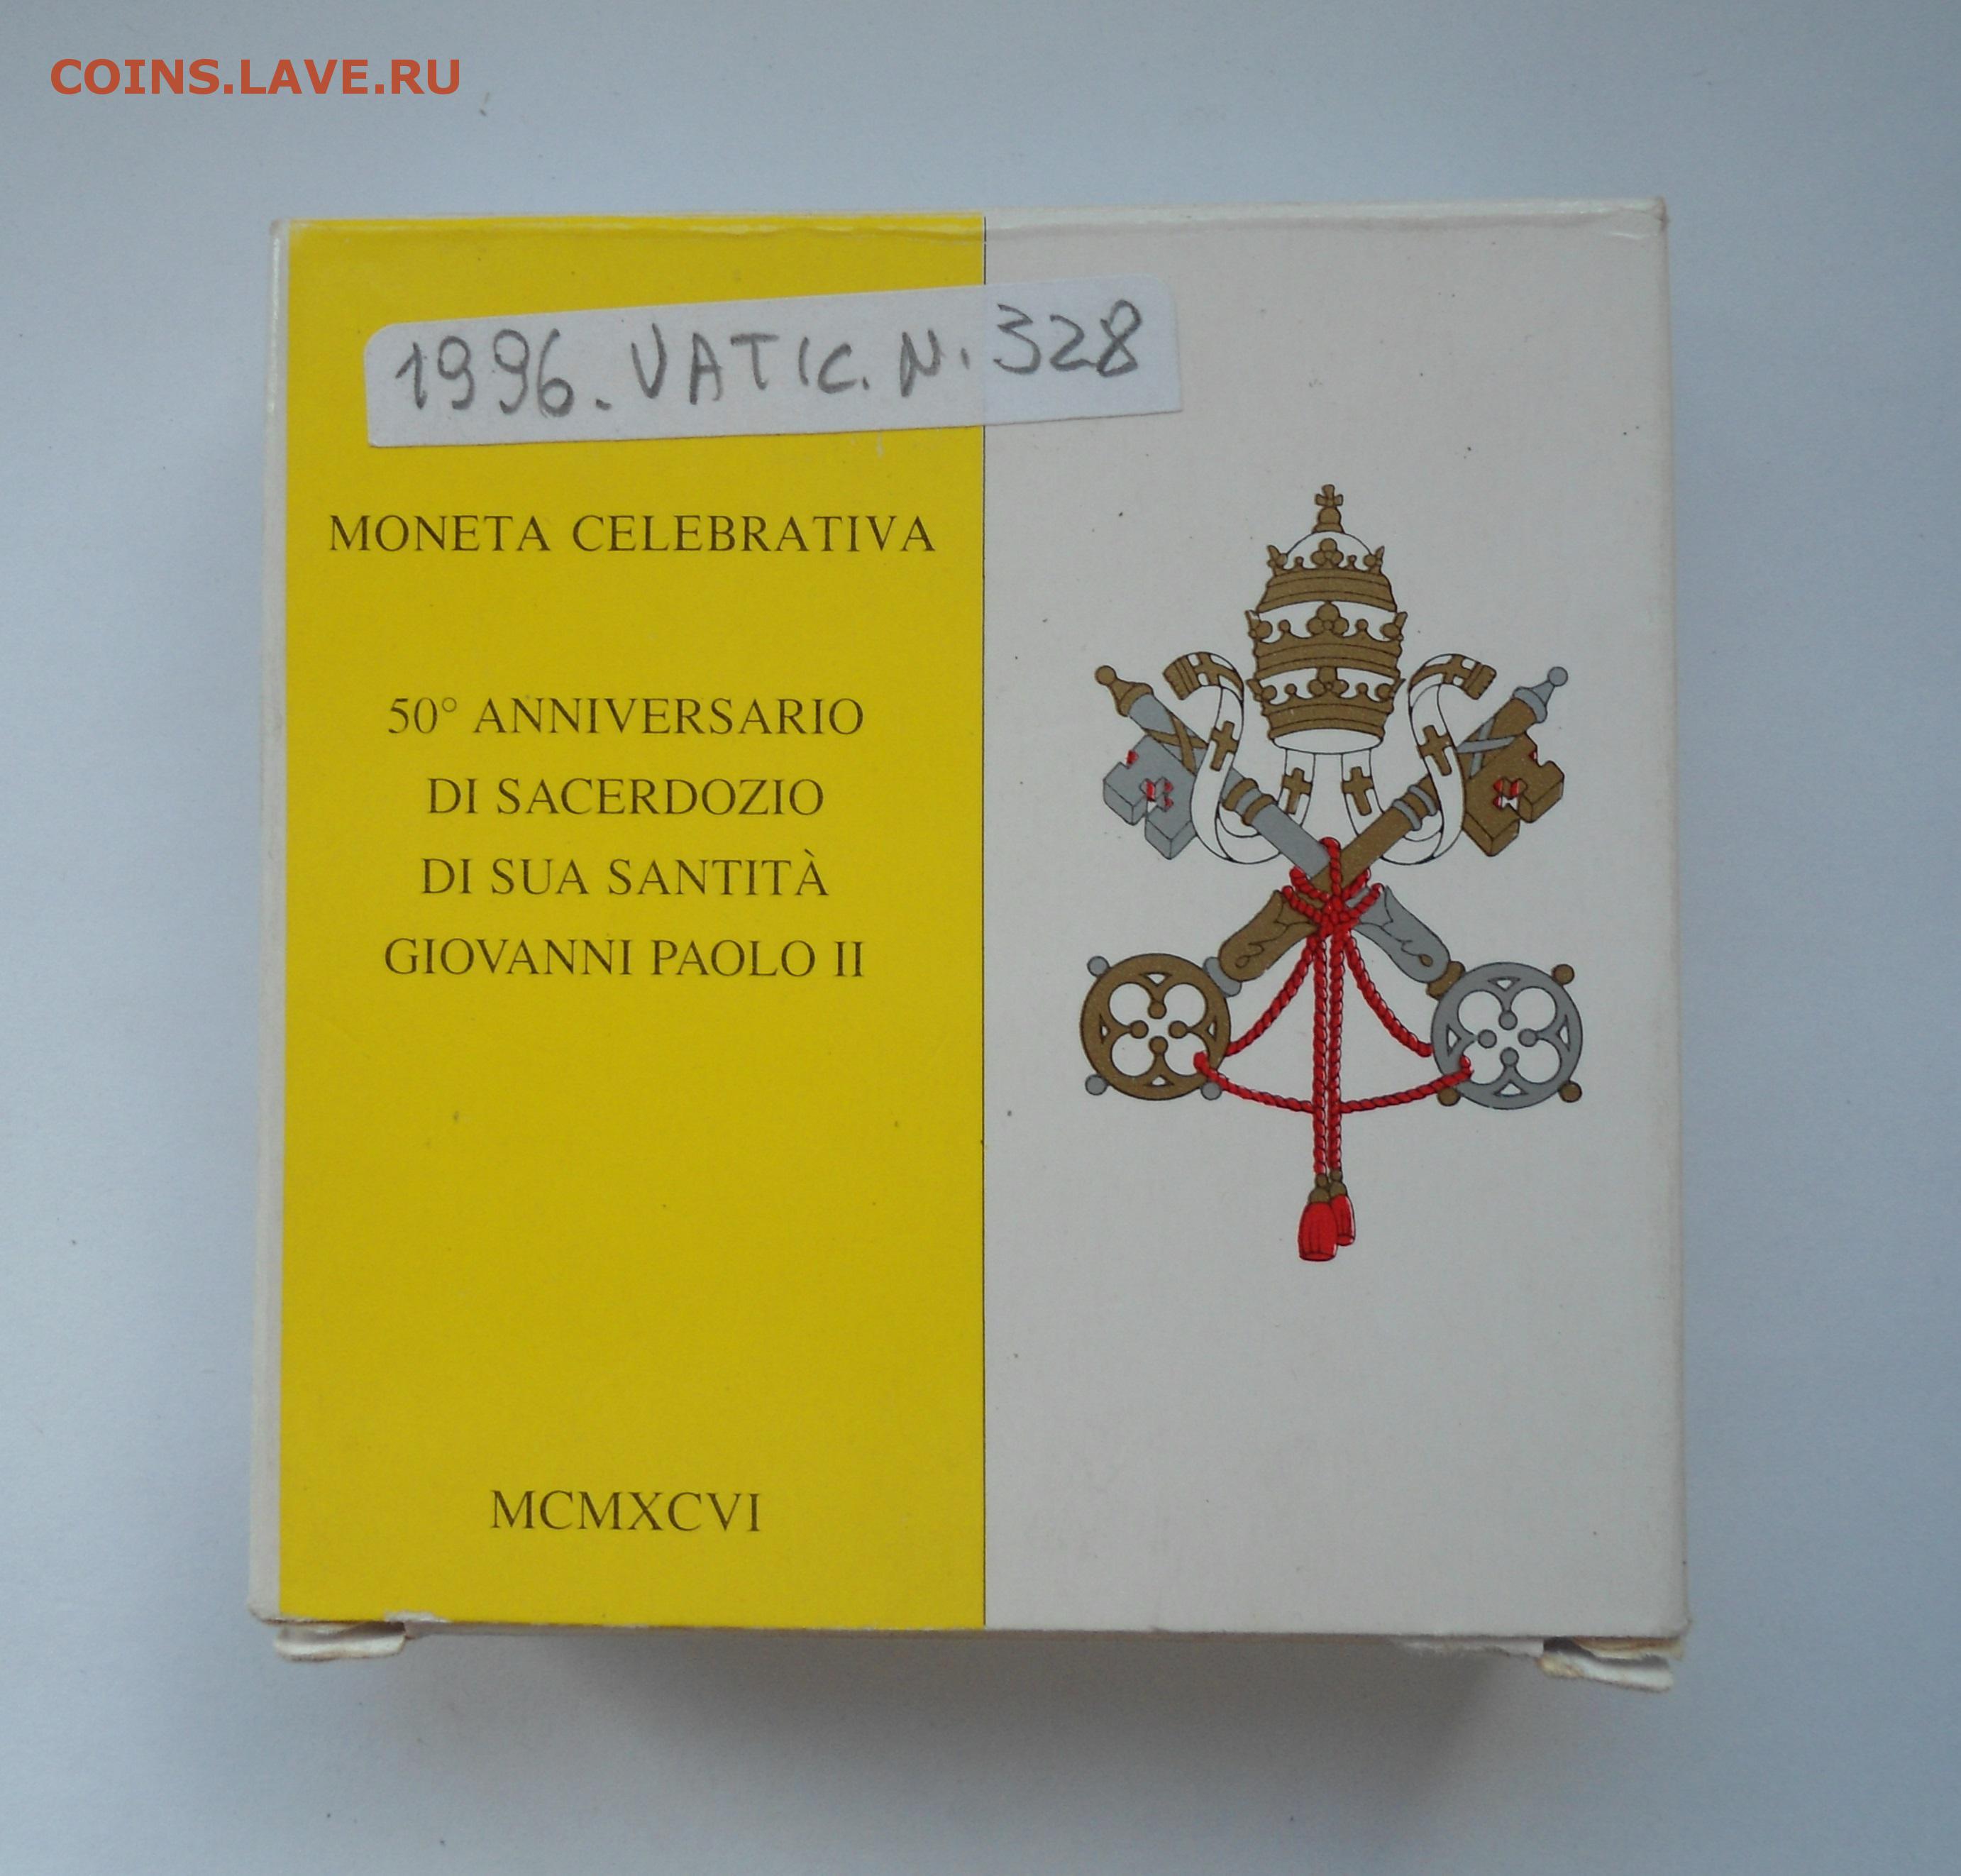 COINS.LAVE.RU
1996. VATIC. N. 328
MONETA CELEBRATIVA
50° ANNIVERSARIO
DI SACERDOZIO
DI SUA SANTITÀ
GIOVANNI PAOLO II
MCMXCVI